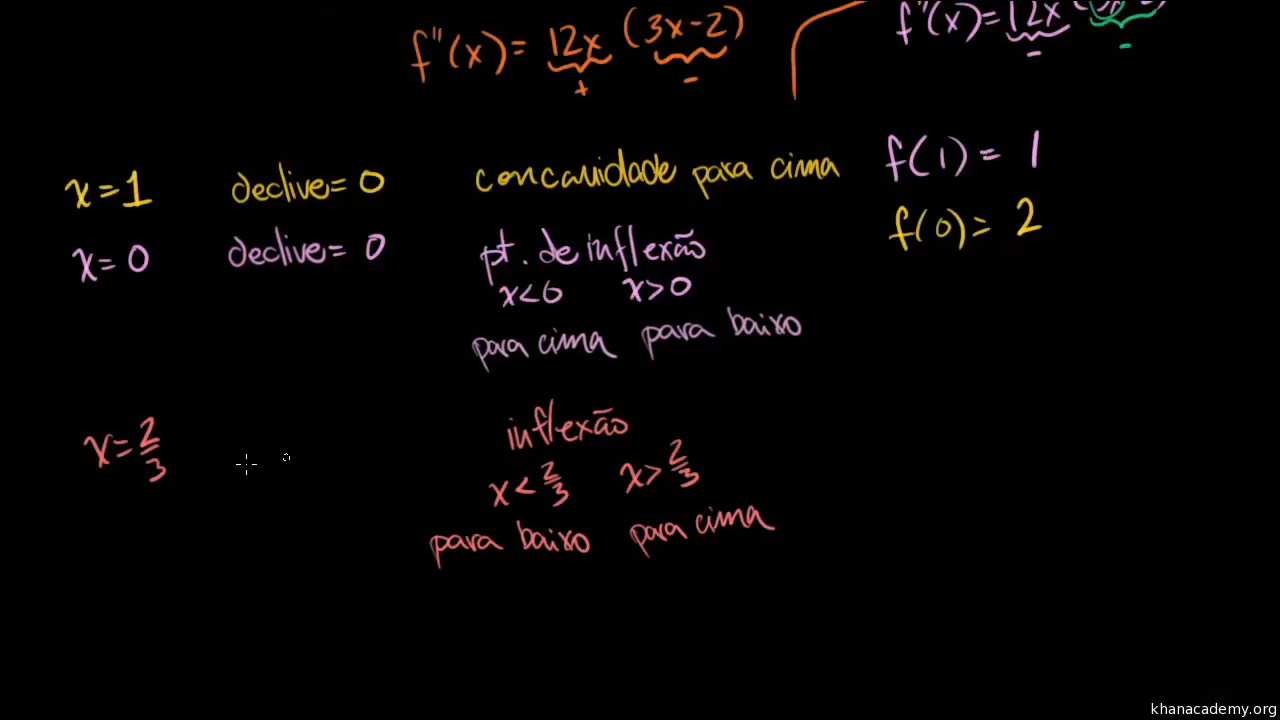 f''(x)= 12x (3x-2)
+ -
f''(x)=12x
- -
x=1 declive=0 concavidade para cima f(1)=1
x=0 declive=0 pt. de inflexão f(0)=2
x<0 x>0
para cima para baixo
x=2/3 inflexão
x<2/3 x>2/3
para baixo para cima
khanacademy.org